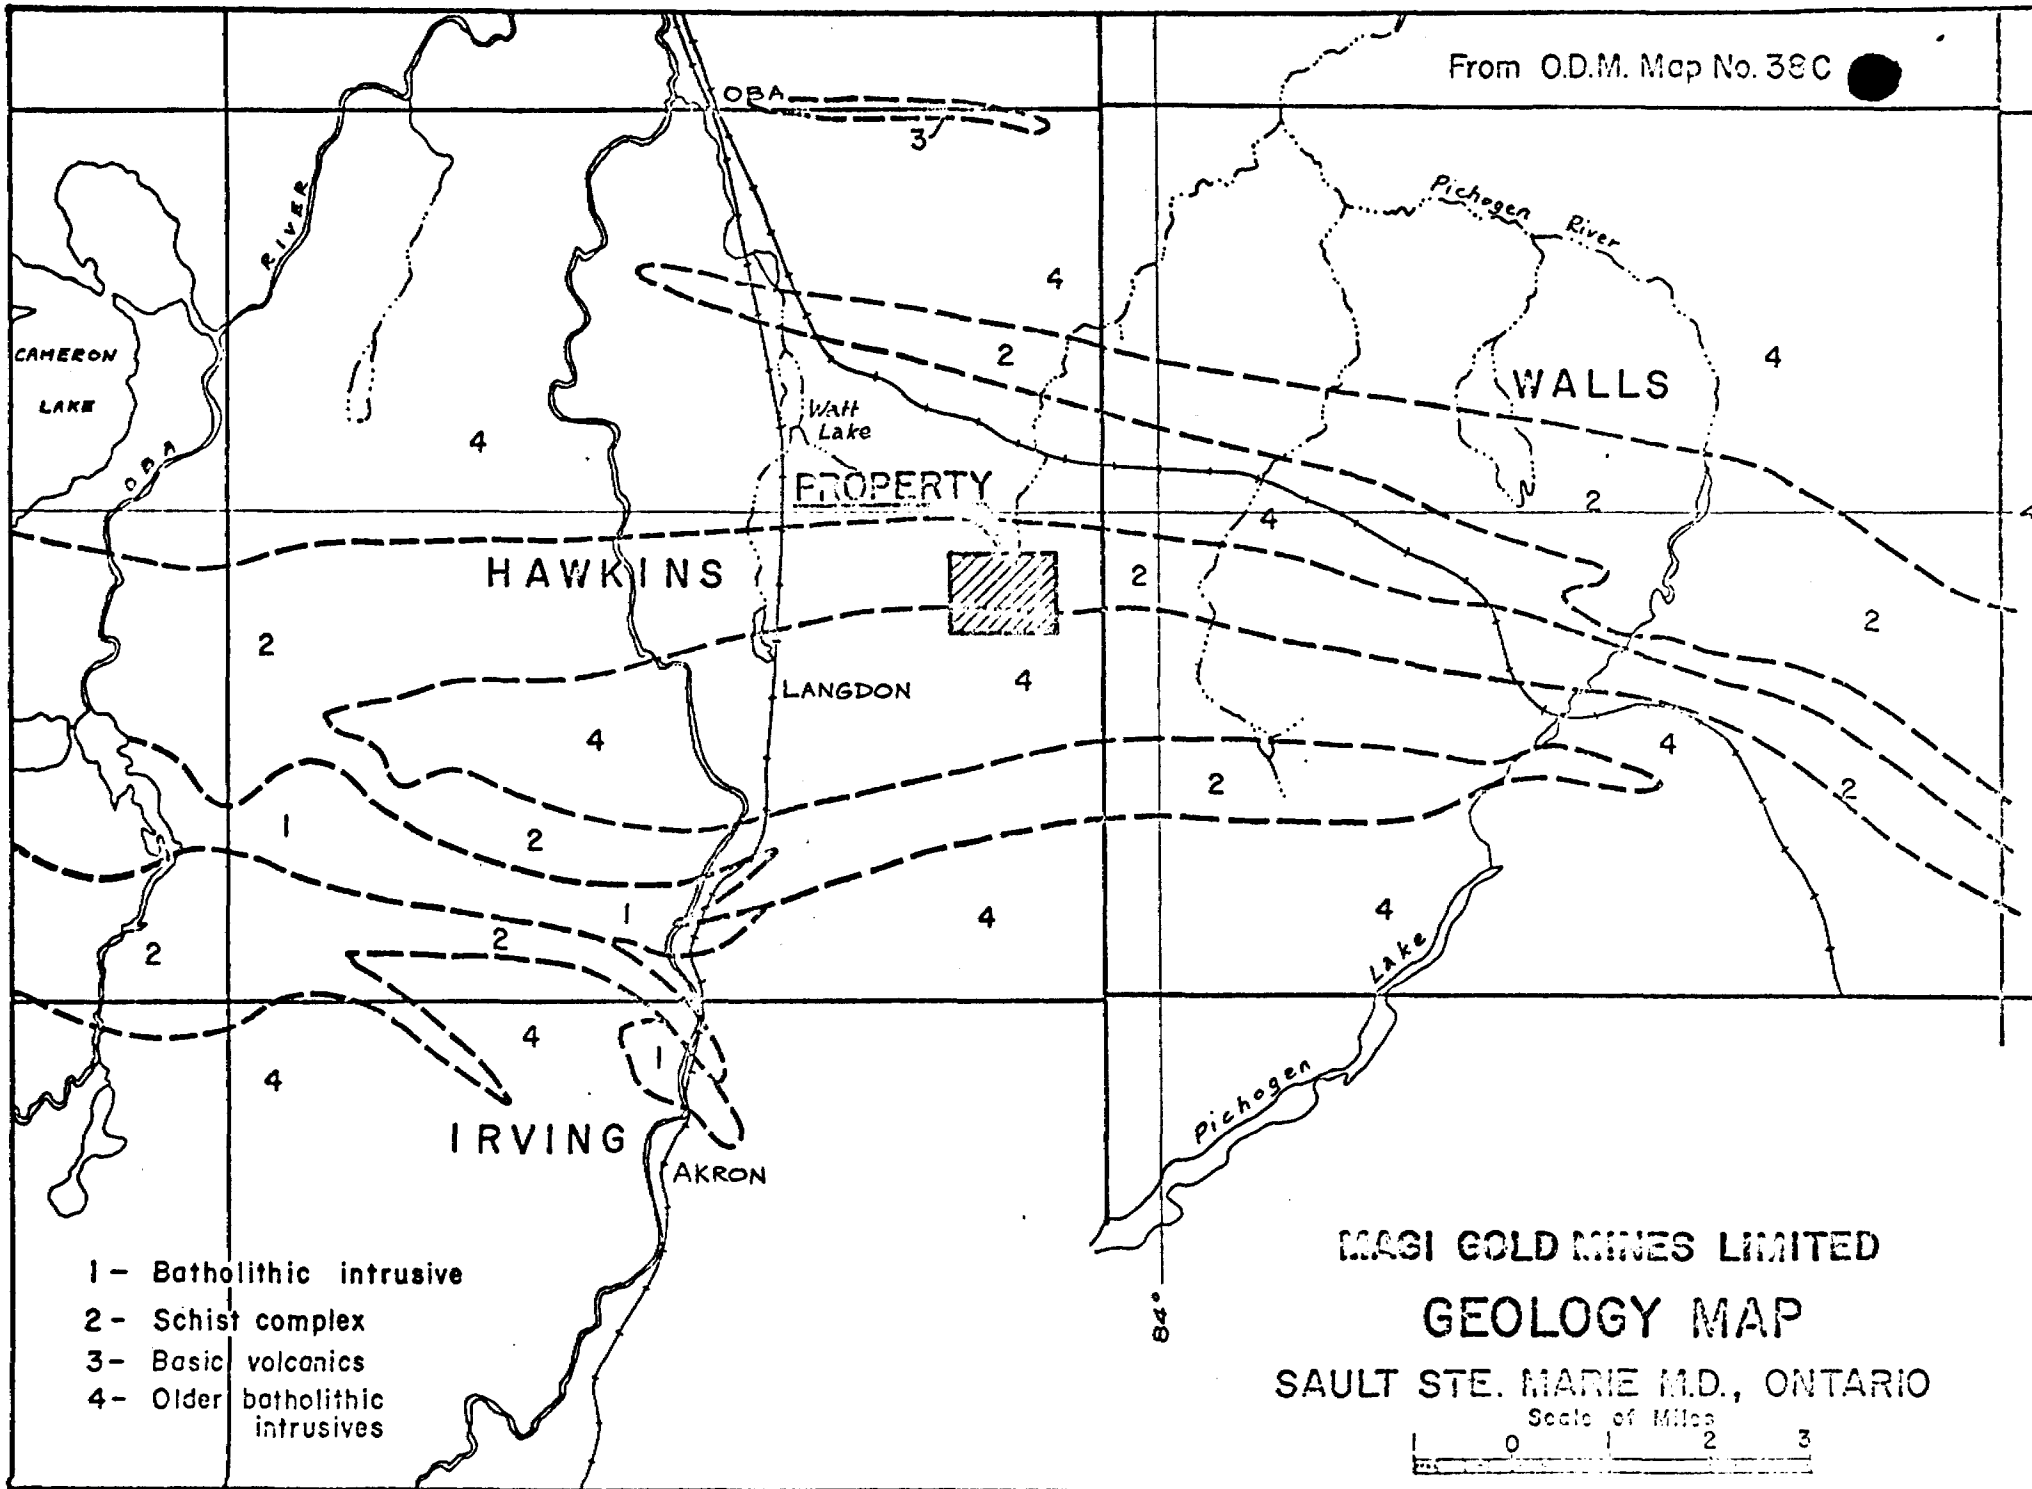 From O.D.M. Map No. 38C
OBA
3
RIVER
Pichogen River
4
CAMERON
LAKE
2
4
WALLS
Watt
Lake
4
OBA
PROPERTY
2
4
4
HAWKINS
2
2
2
LANGDON
4
4
4
2
2
1
2
1
4
4
2
2
Lake
4
1
4
Pichogen
IRVING
AKRON
84°
1 - Batholithic intrusive
2 - Schist complex
3 - Basic volcanics
4 - Older batholithic
intrusives
MAGI GOLD MINES LIMITED
GEOLOGY MAP
SAULT STE. MARIE M.D., ONTARIO
Scale of Miles
1 0 1 2 3